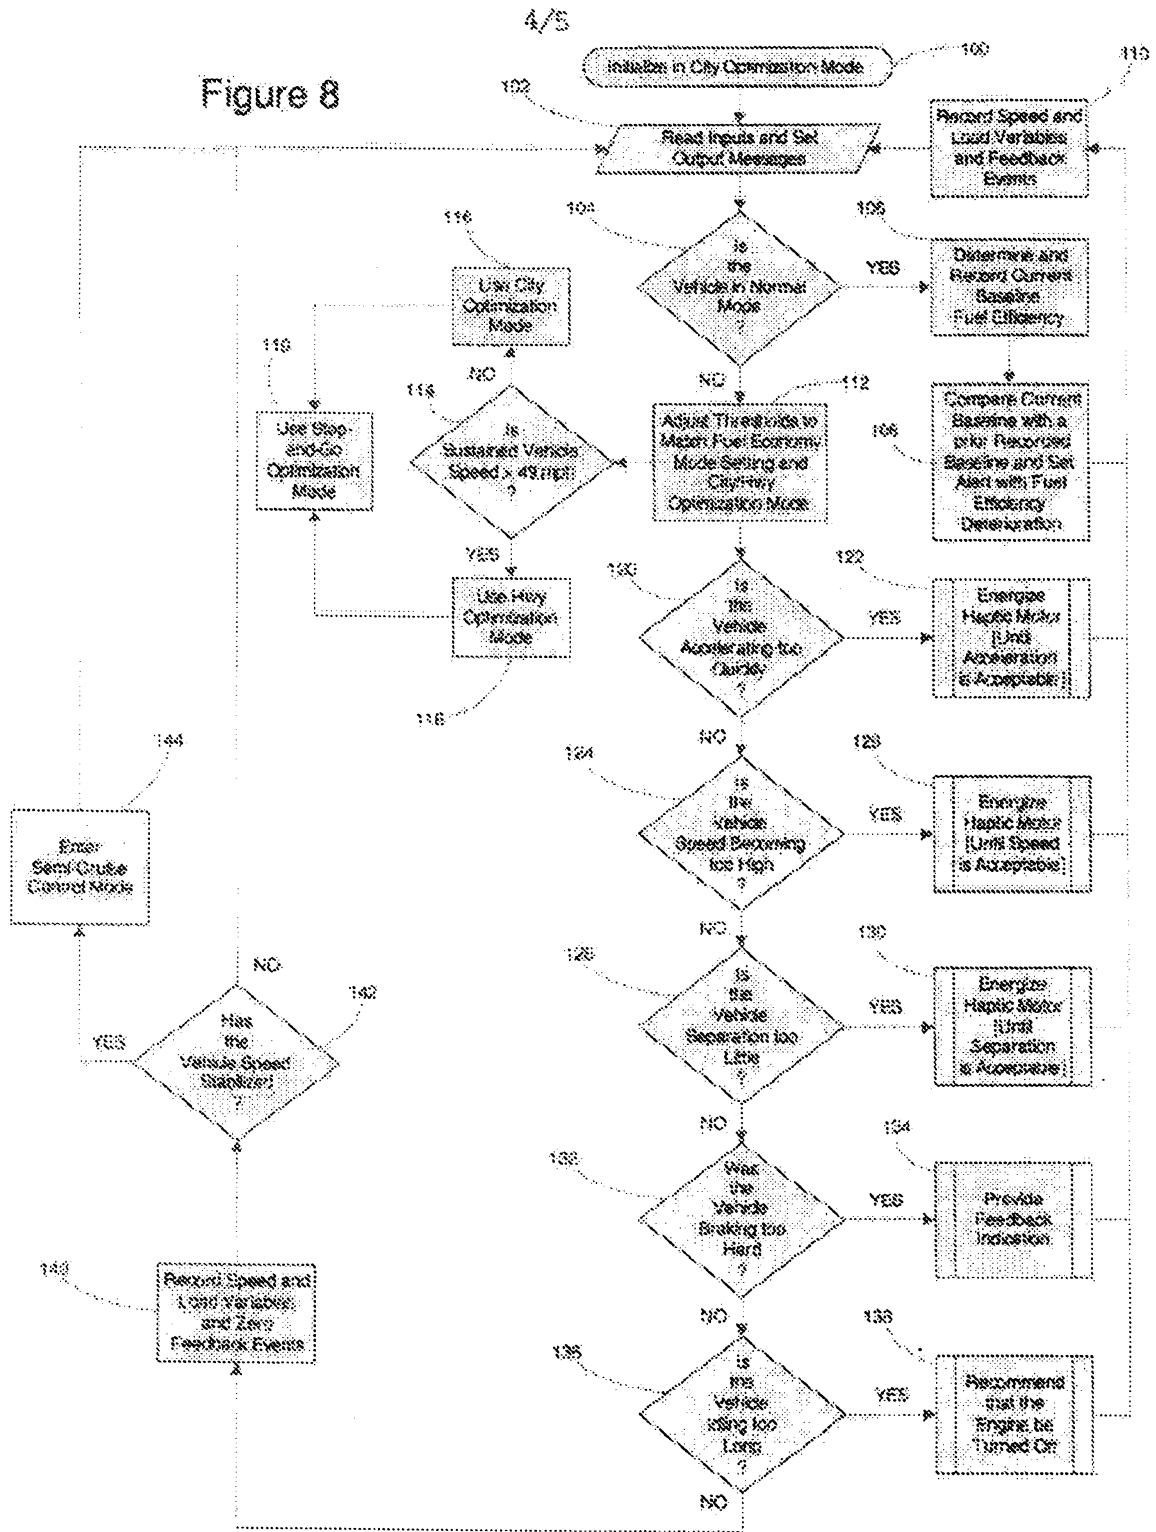 4/5
Figure 8
100
Initialize in City Optimization Mode
102
Read Inputs and Set
Output Messages
110
Record Speed and
Load Variables
and Feedback
Events
104
Is
the
Vehicle in Normal
Mode
?
YES
NO
106
Determine and
Record Current
Baseline
Fuel Efficiency
Compare Current
Baseline with a
prior Recorded
Baseline and Set
Alert with Fuel
Efficiency
Deterioration
112
Adjust Thresholds to
Match Fuel Economy
Mode Setting and
City/Hwy
Optimization Mode
Is
Sustained Vehicle
Speed > 49 mph
?
NO
YES
116
Use City
Optimization
Mode
118
Use Hwy
Optimization
Mode
Use Stop-
and-Go
Optimization
Mode
120
Is
the
Vehicle
Accelerating too
Quickly
?
YES
NO
122
Energize
Haptic Motor
[Until
Acceleration
is Acceptable]
124
Is
the
Vehicle
Speed Becoming
too High
?
YES
NO
Energize
Haptic Motor
[Until Speed
is Acceptable]
Is
the
Vehicle
Separation too
Little
?
YES
NO
130
Energize
Haptic Motor
[Until
Separation
is Acceptable]
Was
the
Vehicle
Braking too
Hard
?
YES
NO
134
Provide
Feedback
Indication
136
Is
the
Vehicle
Idling too
Long
?
YES
NO
138
Recommend
that the
Engine be
Turned Off
Record Speed and
Load Variables
and Zero
Feedback Events
142
Has
the
Vehicle Speed
Stabilized
?
YES
NO
144
Enter
Semi-Cruise
Control Mode